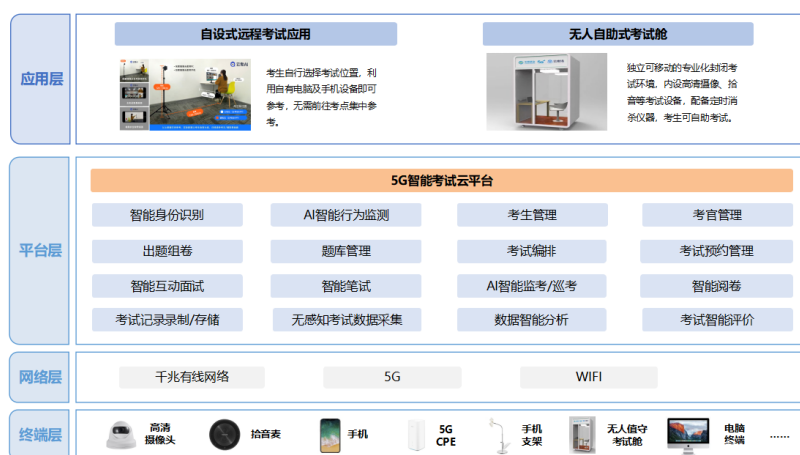 应用层
自设式远程考试应用
考生自行选择考试位置，利
用自有电脑及手机设备即可
参考，无需前往考点集中参
考。
无人自助式考试舱
独立可移动的专业化封闭考
试环境，内设高清摄像、拾
音等考试设备，配备定时消
杀仪器，考生可自助考试。
平台层
5G智能考试云平台
智能身份识别
AI智能行为监测
考生管理
考官管理
出题组卷
题库管理
考试编排
考试预约管理
智能互动面试
智能笔试
AI智能监考/巡考
智能阅卷
考试记录录制/存储
无感知考试数据采集
数据智能分析
考试智能评价
网络层
千兆有线网络
5G
WIFI
终端层
高清
摄像头
拾音麦
手机
5G
CPE
手机
支架
无人值守
考试舱
电脑
终端
……